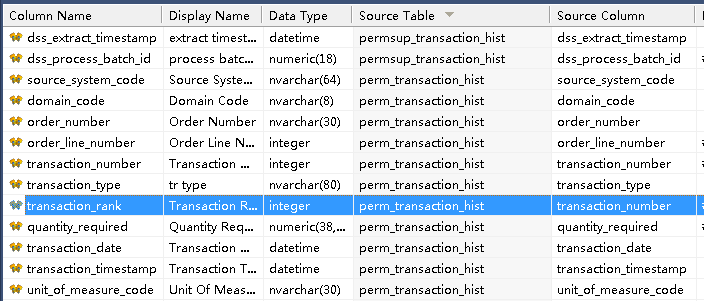 Column Name Display Name Data Type Source Table Source Column
dss_extract_timestamp extract timest... datetime permsup_transaction_hist dss_extract_timestamp
dss_process_batch_id process batc... numeric(18) permsup_transaction_hist dss_process_batch_id
source_system_code Source Syste... nvarchar(64) perm_transaction_hist source_system_code
domain_code Domain Code nvarchar(8) perm_transaction_hist domain_code
order_number Order Number nvarchar(30) perm_transaction_hist order_number
order_line_number Order Line N... integer perm_transaction_hist order_line_number
transaction_number Transaction ... integer perm_transaction_hist transaction_number
transaction_type tr type nvarchar(80) perm_transaction_hist transaction_type
transaction_rank Transaction R... integer perm_transaction_hist transaction_number
quantity_required Quantity Req... numeric(38,... perm_transaction_hist quantity_required
transaction_date Transaction ... datetime perm_transaction_hist transaction_date
transaction_timestamp Transaction T... datetime perm_transaction_hist transaction_timestamp
unit_of_measure_code Unit Of Meas... nvarchar(30) perm_transaction_hist unit_of_measure_code